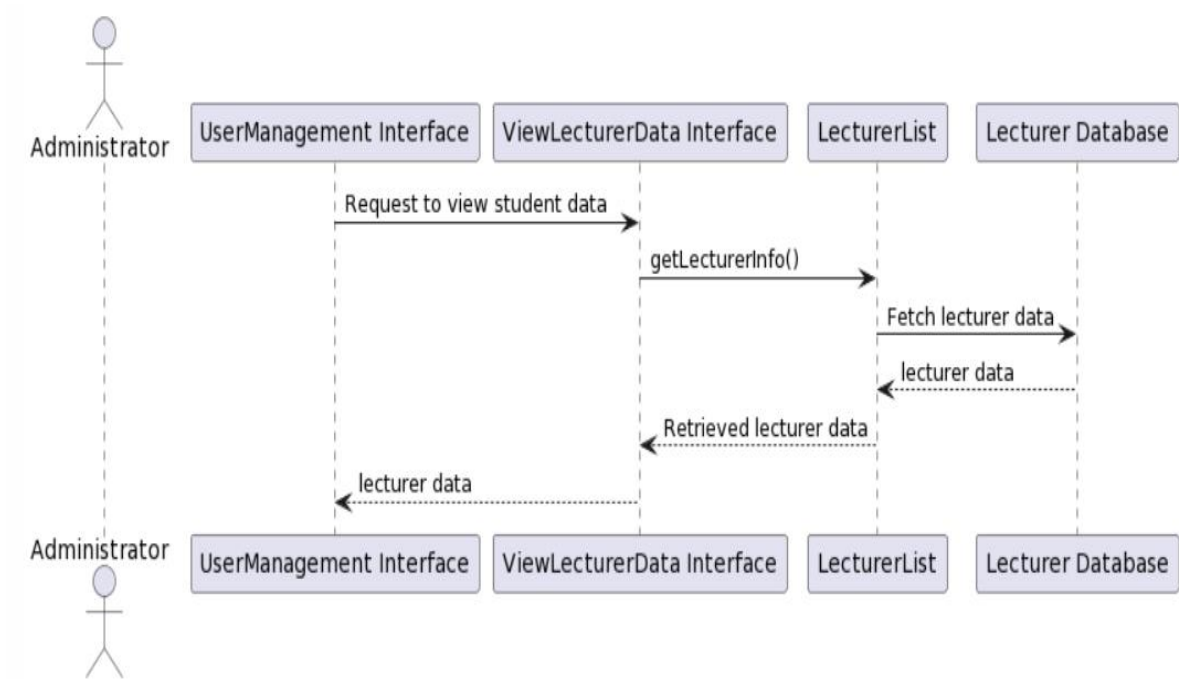 Administrator
UserManagement Interface
ViewLecturerData Interface
LecturerList
Lecturer Database
Request to view student data
getLecturerInfo()
Fetch lecturer data
lecturer data
Retrieved lecturer data
lecturer data
Administrator
UserManagement Interface
ViewLecturerData Interface
LecturerList
Lecturer Database